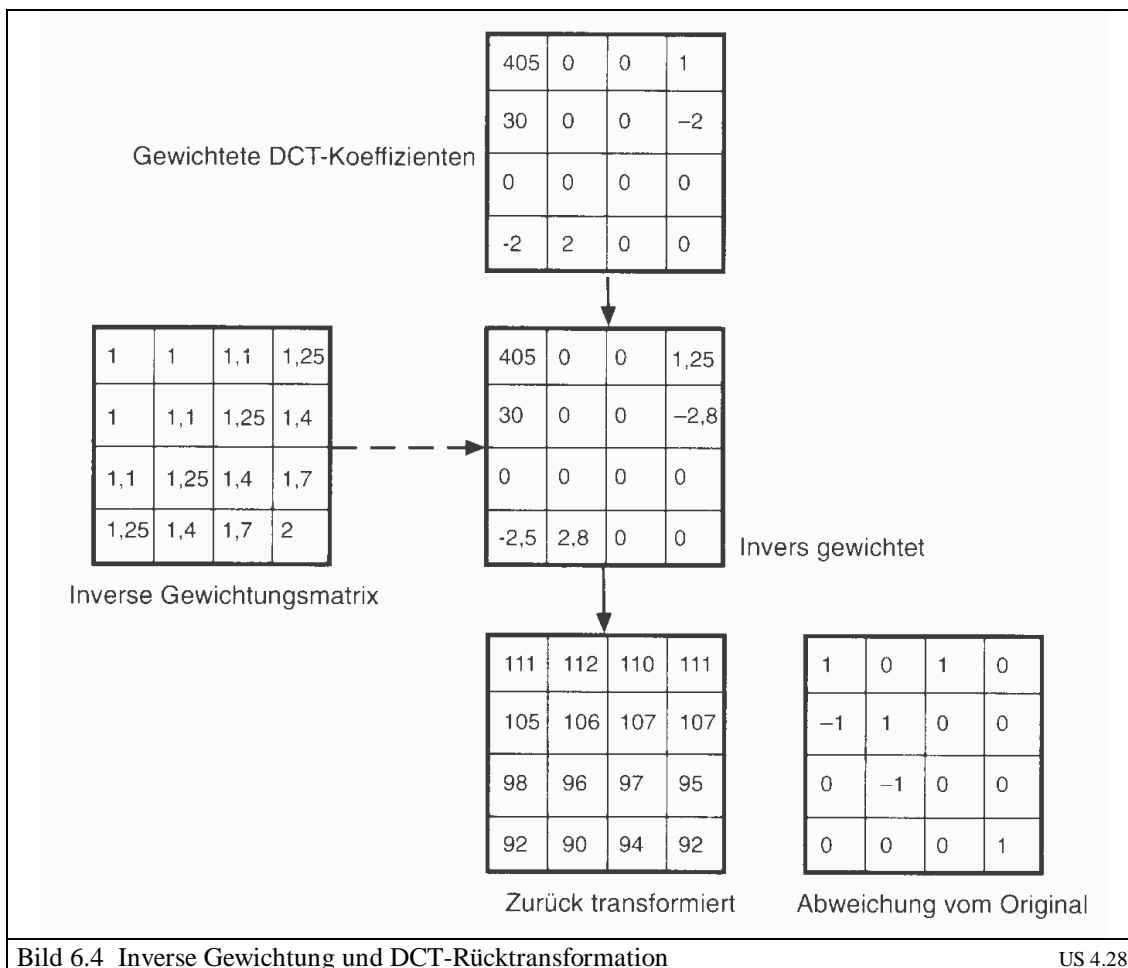 405 0 0 1
30 0 0 −2
Gewichtete DCT-Koeffizienten
0 0 0 0
-2 2 0 0
1 1 1,1 1,25
1 1,1 1,25 1,4
1,1 1,25 1,4 1,7
1,25 1,4 1,7 2
Inverse Gewichtungsmatrix
405 0 0 1,25
30 0 0 −2,8
0 0 0 0
-2,5 2,8 0 0
Invers gewichtet
111 112 110 111
105 106 107 107
98 96 97 95
92 90 94 92
Zurück transformiert
1 0 1 0
−1 1 0 0
0 −1 0 0
0 0 0 1
Abweichung vom Original
Bild 6.4 Inverse Gewichtung und DCT-Rücktransformation US 4.28